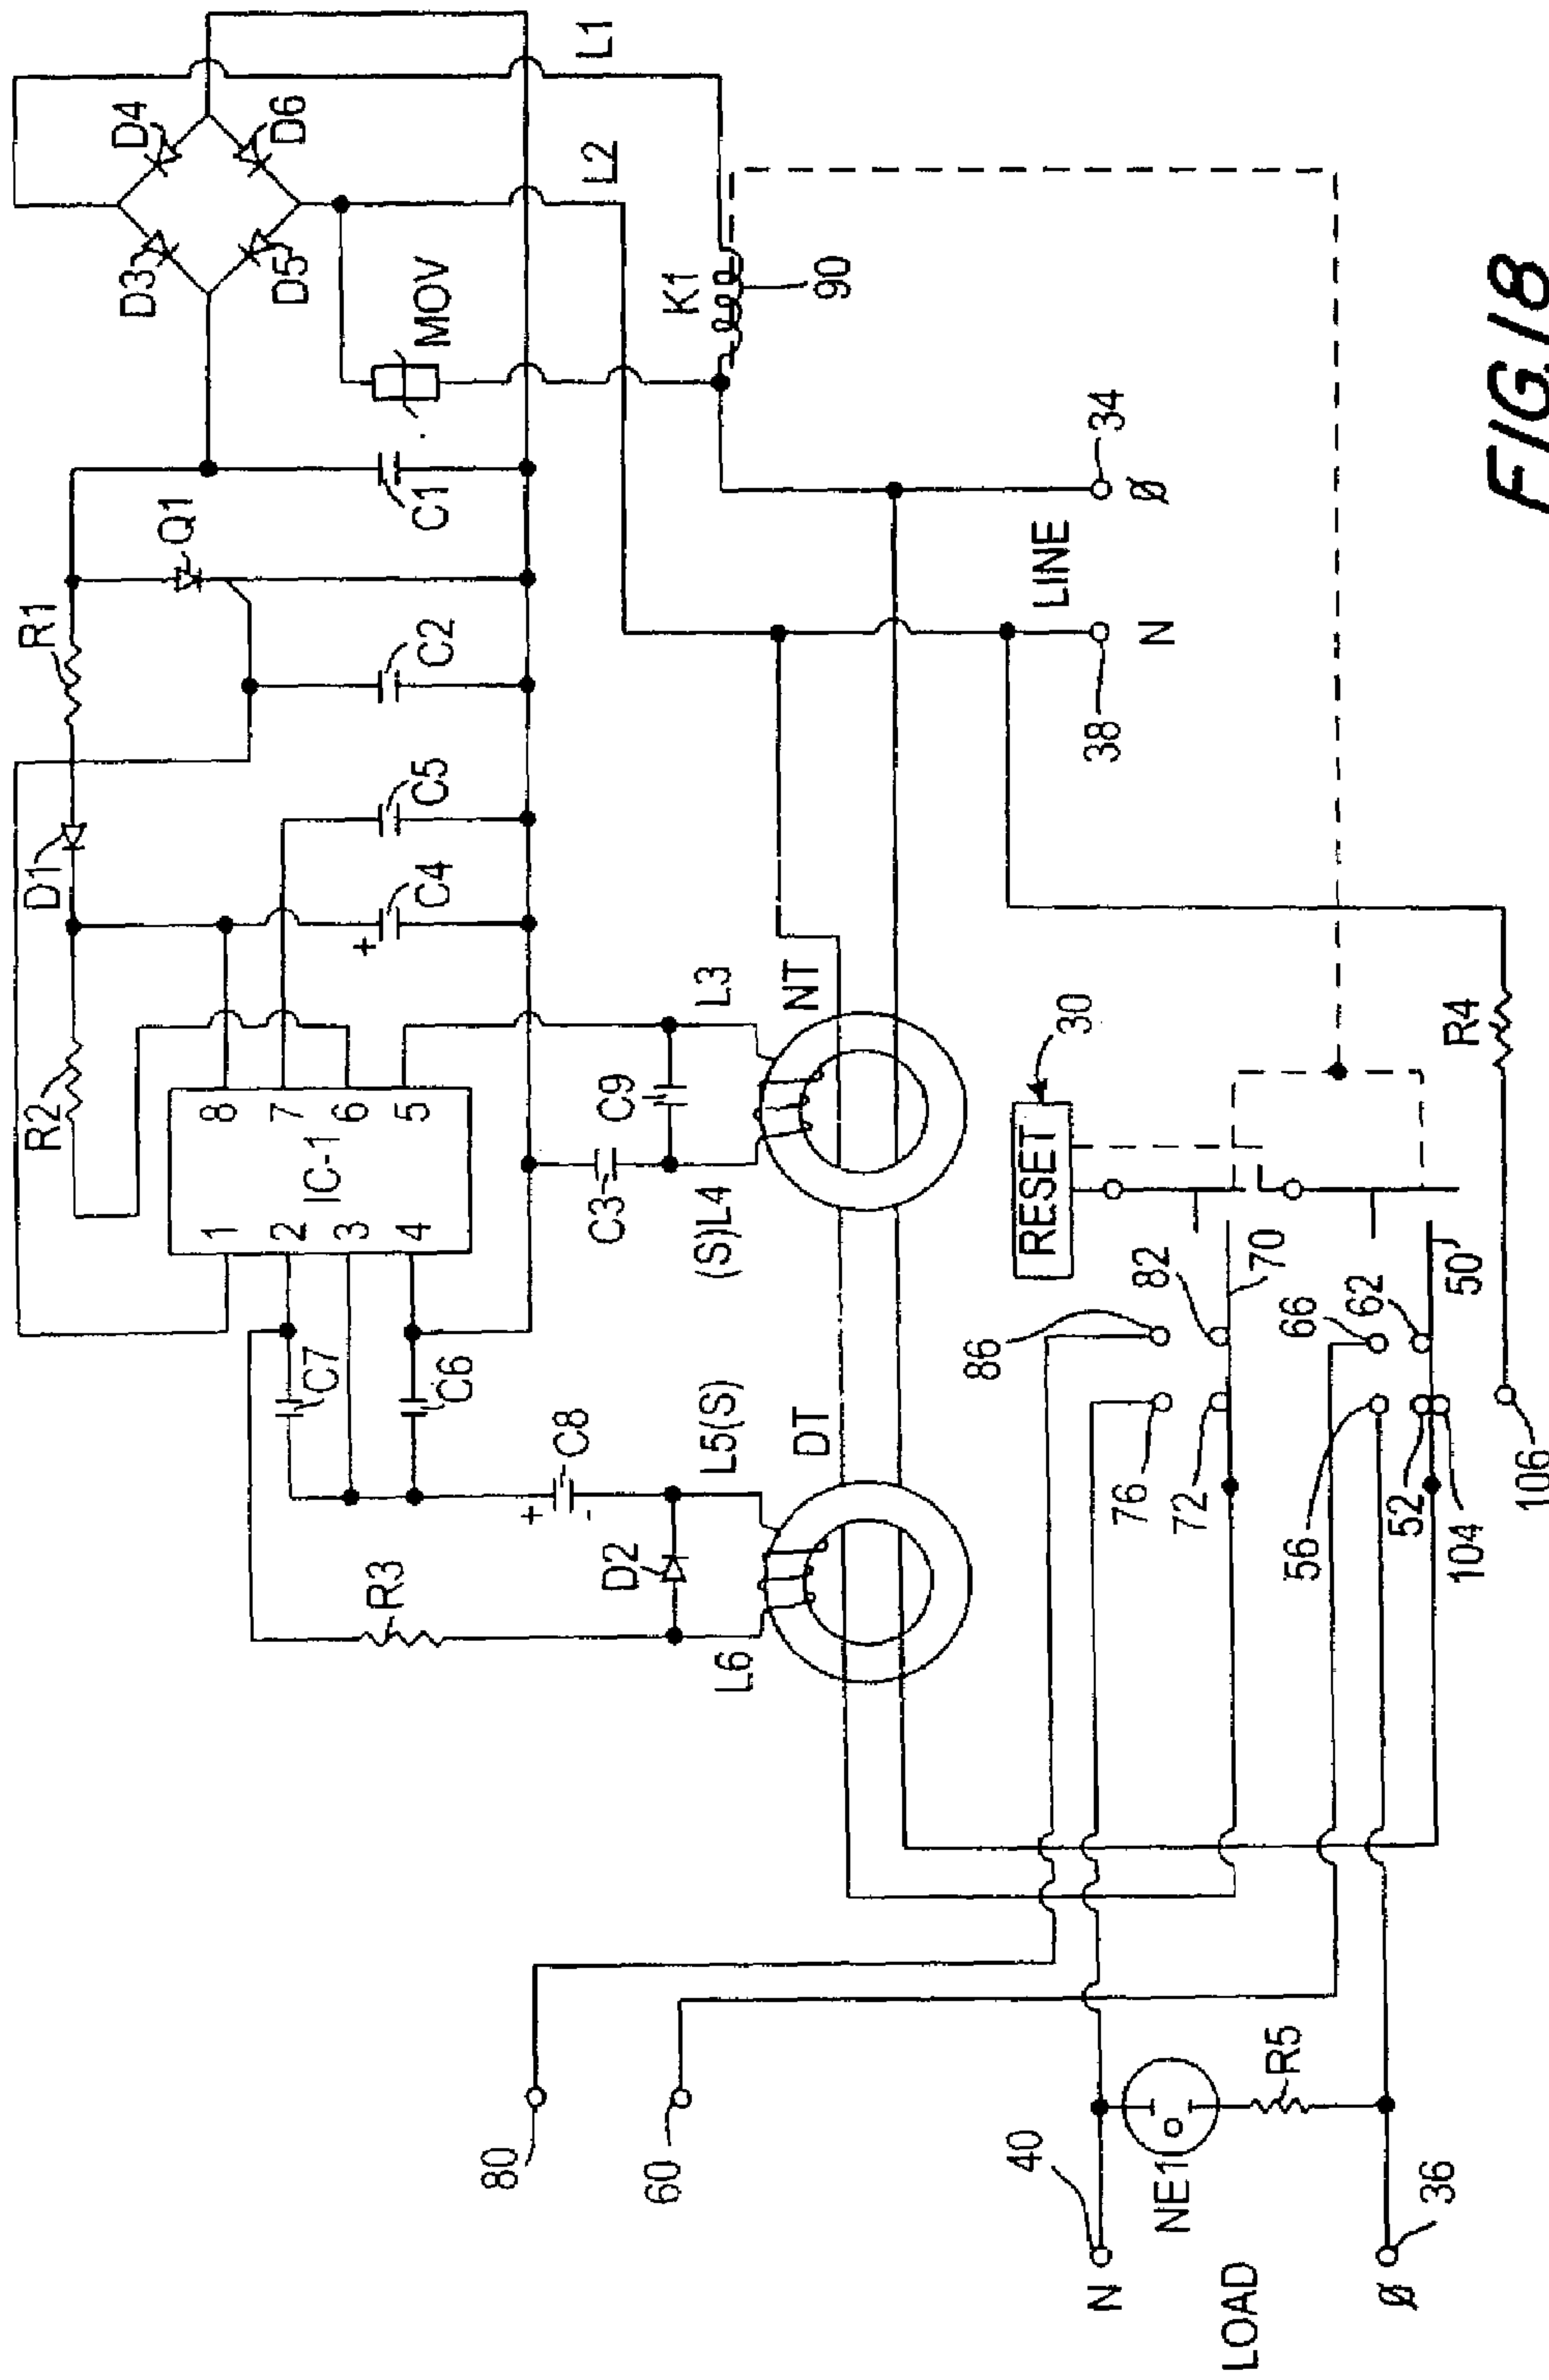 D4
D6
D3
D5
L1
L2
MOV
K1
90
Q1
C1
R1
C2
D1
C5
C4
+
R2
8
7
6
5
IC-1
1
2
3
4
C7
C6
C9
C3
L3
(S)L4
NT
L5(S)
DT
+
C8
-
D2
R3
L6
34
Ø
LINE
N
38
RESET
30
R4
86
82
70
76
72
66
62
50
56
52
104
106
80
60
40
N
NE1
R5
LOAD
Ø
36
FIG.18